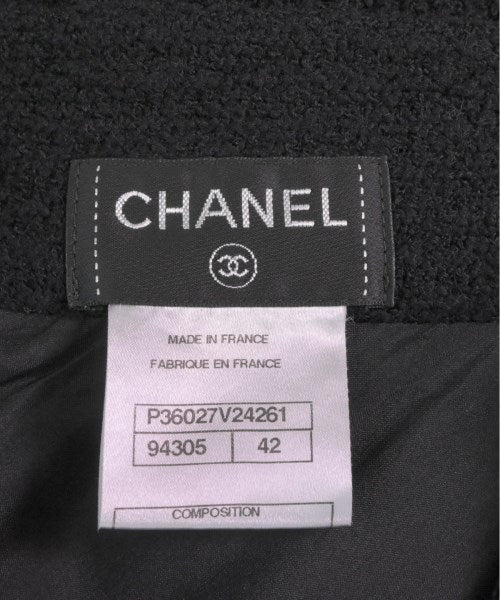 CHANEL
MADE IN FRANCE
FABRIQUE EN FRANCE
P36027V24261
94305 42
COMPOSITION